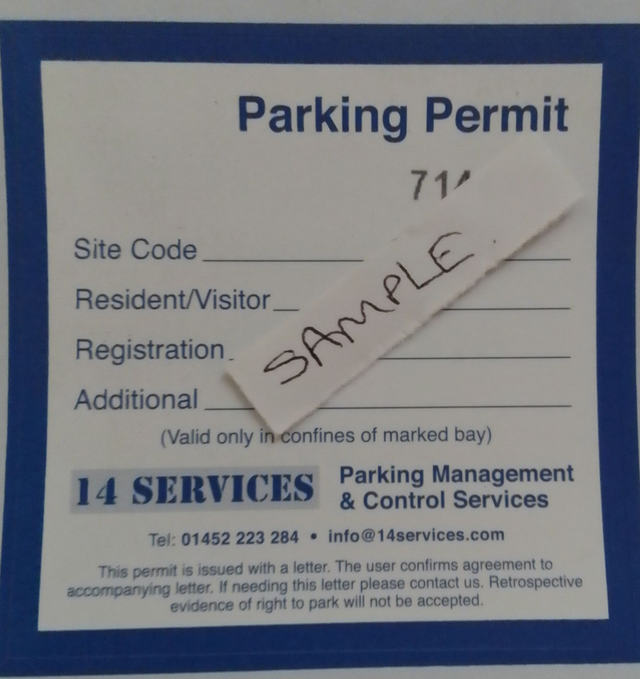 Parking Permit
71
Site Code
SAMPLE
Resident/Visitor
Registration
Additional
(Valid only in confines of marked bay)
14 SERVICES
Parking Management
& Control Services
Tel: 01452 223 284 • info@14services.com
This permit is issued with a letter. The user confirms agreement to
accompanying letter. If needing this letter please contact us. Retrospective
evidence of right to park will not be accepted.